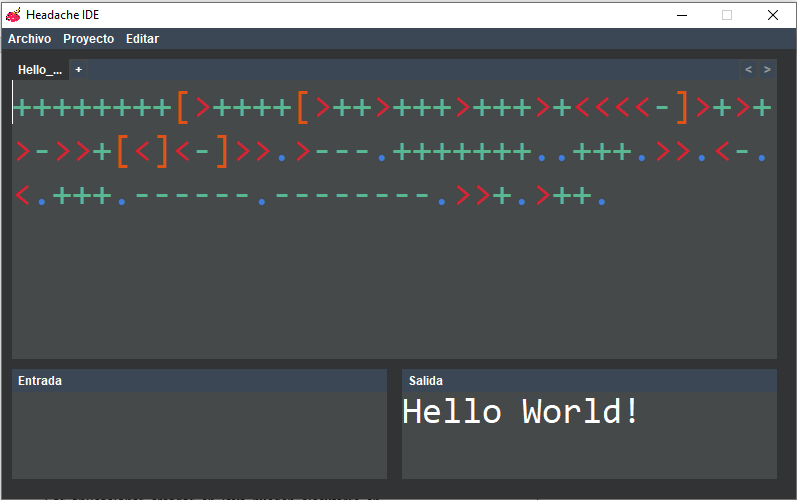 Headache IDE
Archivo Proyecto Editar
Hello_... + < >
++++++++[>++++[>++>+++>+++>+<<<<-]>+>+
>->>+[<]<-]>>.>---.+++++++..+++.>>.<-.
<.+++.------.--------.>>+.>++.
Entrada
Salida
Hello World!